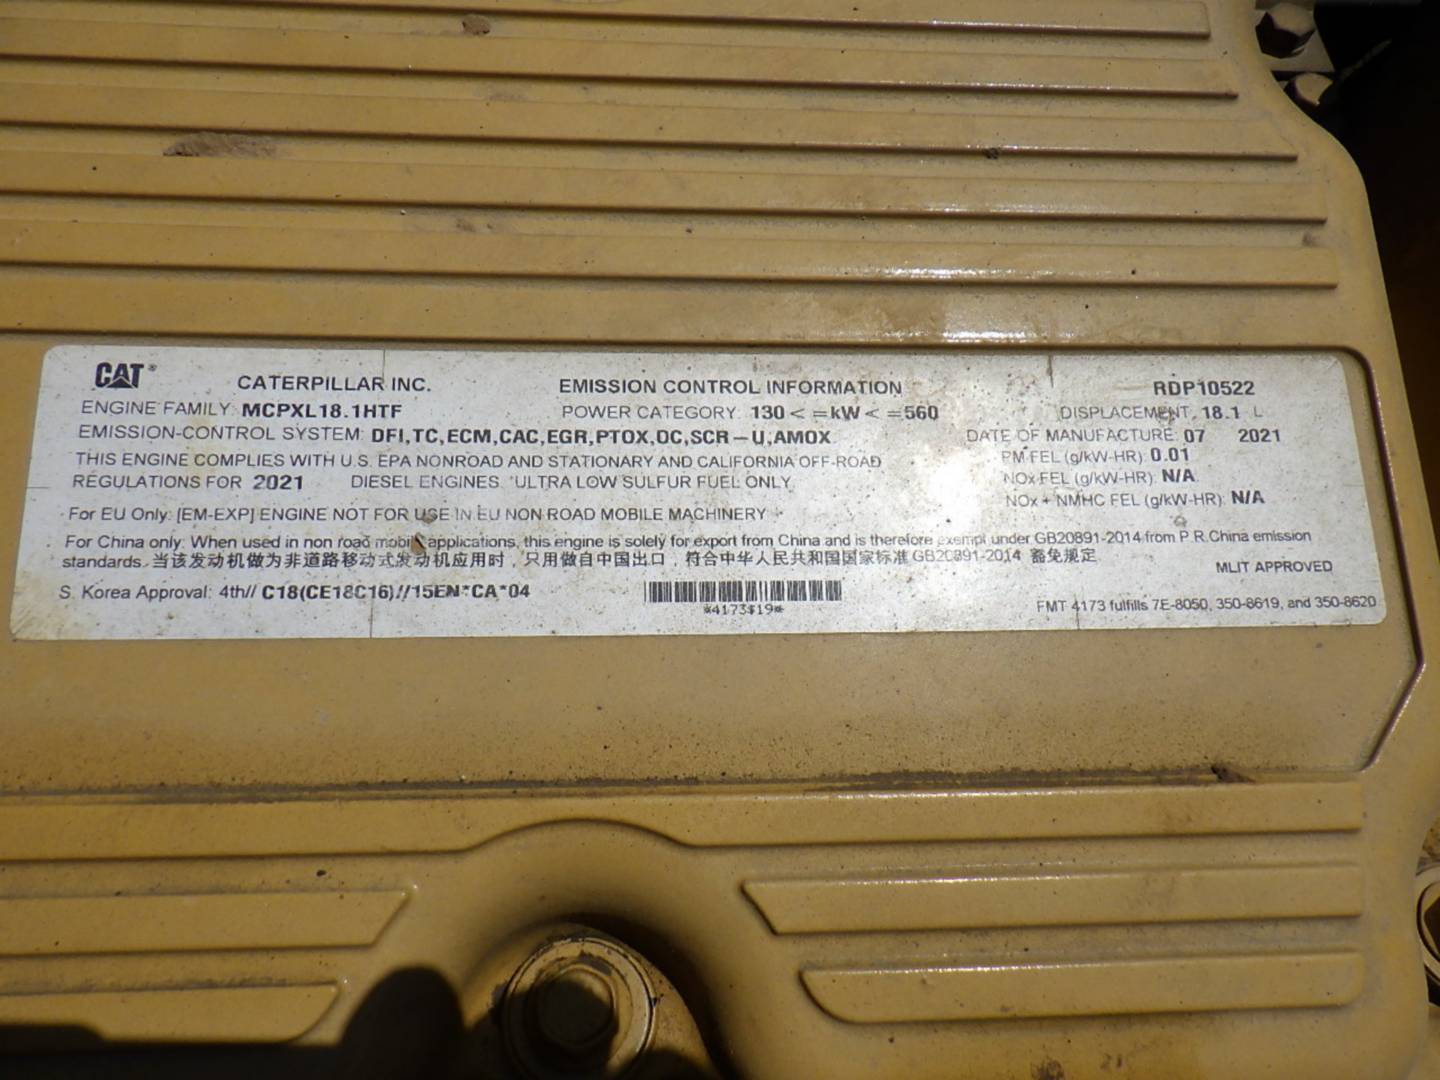 CAT® CATERPILLAR INC. EMISSION CONTROL INFORMATION RDP10522
ENGINE FAMILY: MCPXL18.1HTF POWER CATEGORY: 130<=kW<=560 DISPLACEMENT: 18.1 L
EMISSION-CONTROL SYSTEM: DFI,TC,ECM,CAC,EGR,PTOX,OC,SCR-U,AMOX DATE OF MANUFACTURE: 07 2021
THIS ENGINE COMPLIES WITH U.S. EPA NONROAD AND STATIONARY AND CALIFORNIA OFF-ROAD PM FEL (g/kW-HR): 0.01
REGULATIONS FOR 2021 DIESEL ENGINES. ULTRA LOW SULFUR FUEL ONLY NOx FEL (g/kW-HR): N/A
NOx + NMHC FEL (g/kW-HR): N/A
For EU Only: [EM-EXP] ENGINE NOT FOR USE IN EU NON ROAD MOBILE MACHINERY
For China only: When used in non road mobile applications, this engine is solely for export from China and is therefore exempt under GB20891-2014 from P.R.China emission
standards. 当该发动机做为非道路移动式发动机应用时，只用做自中国出口，符合中华人民共和国国家标准 GB20891-2014 豁免规定
MLIT APPROVED
S. Korea Approval: 4th// C18(CE18C16)//15EN*CA*04
*4173$19*
FMT 4173 fulfills 7E-8050, 350-8619, and 350-8620